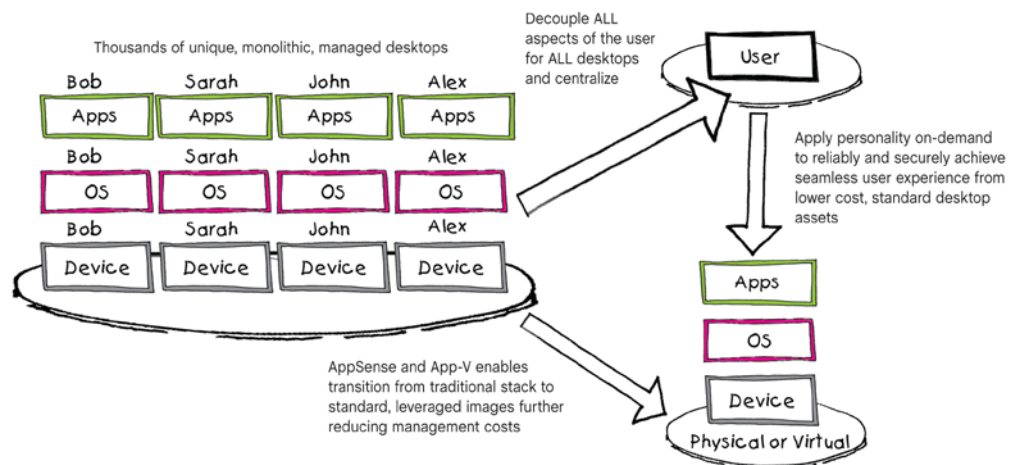 Thousands of unique, monolithic, managed desktops
Bob Sarah John Alex
Apps Apps Apps Apps
Bob Sarah John Alex
OS OS OS OS
Bob Sarah John Alex
Device Device Device Device
Decouple ALL
aspects of the user
for ALL desktops
and centralize
User
Apply personality on-demand
to reliably and securely achieve
seamless user experience from
lower cost, standard desktop
assets
AppSense and App-V enables
transition from traditional stack to
standard, leveraged images further
reducing management costs
Apps
OS
Device
Physical or Virtual